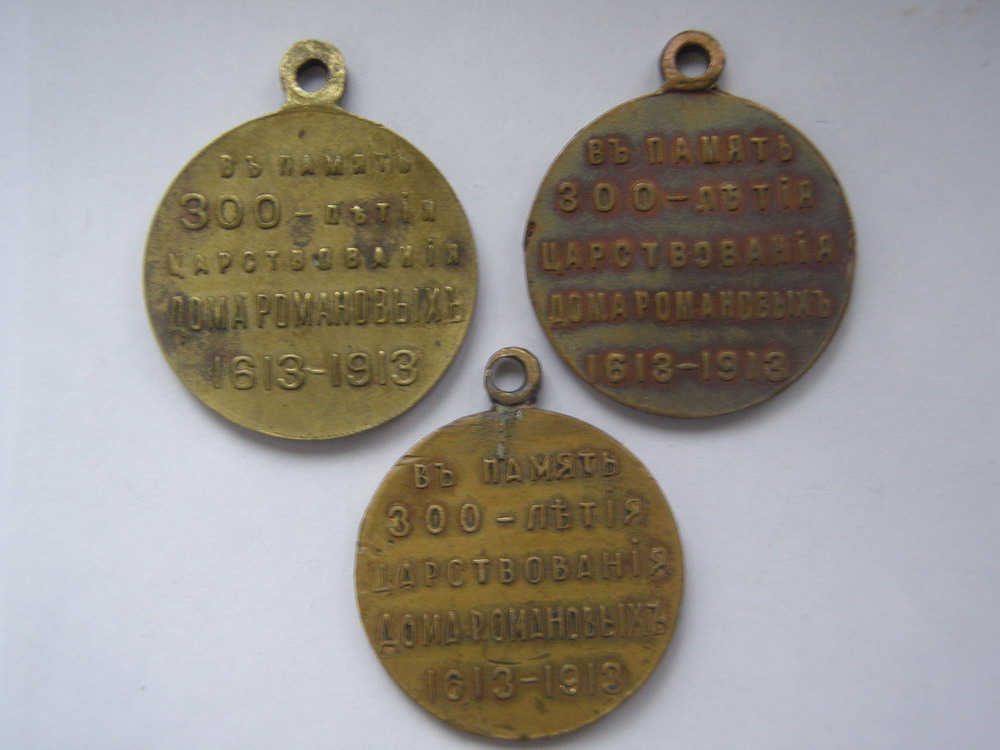 ВЪ ПАМЯТЬ
300-ЛѢТІЯ
ЦАРСТВОВАНІЯ
ДОМА РОМАНОВЫХЪ
1613-1913
ВЪ ПАМЯТЬ
300-ЛѢТІЯ
ЦАРСТВОВАНІЯ
ДОМА РОМАНОВЫХЪ
1613-1913
ВЪ ПАМЯТЬ
300-ЛѢТІЯ
ЦАРСТВОВАНІЯ
ДОМА РОМАНОВЫХЪ
1613-1913